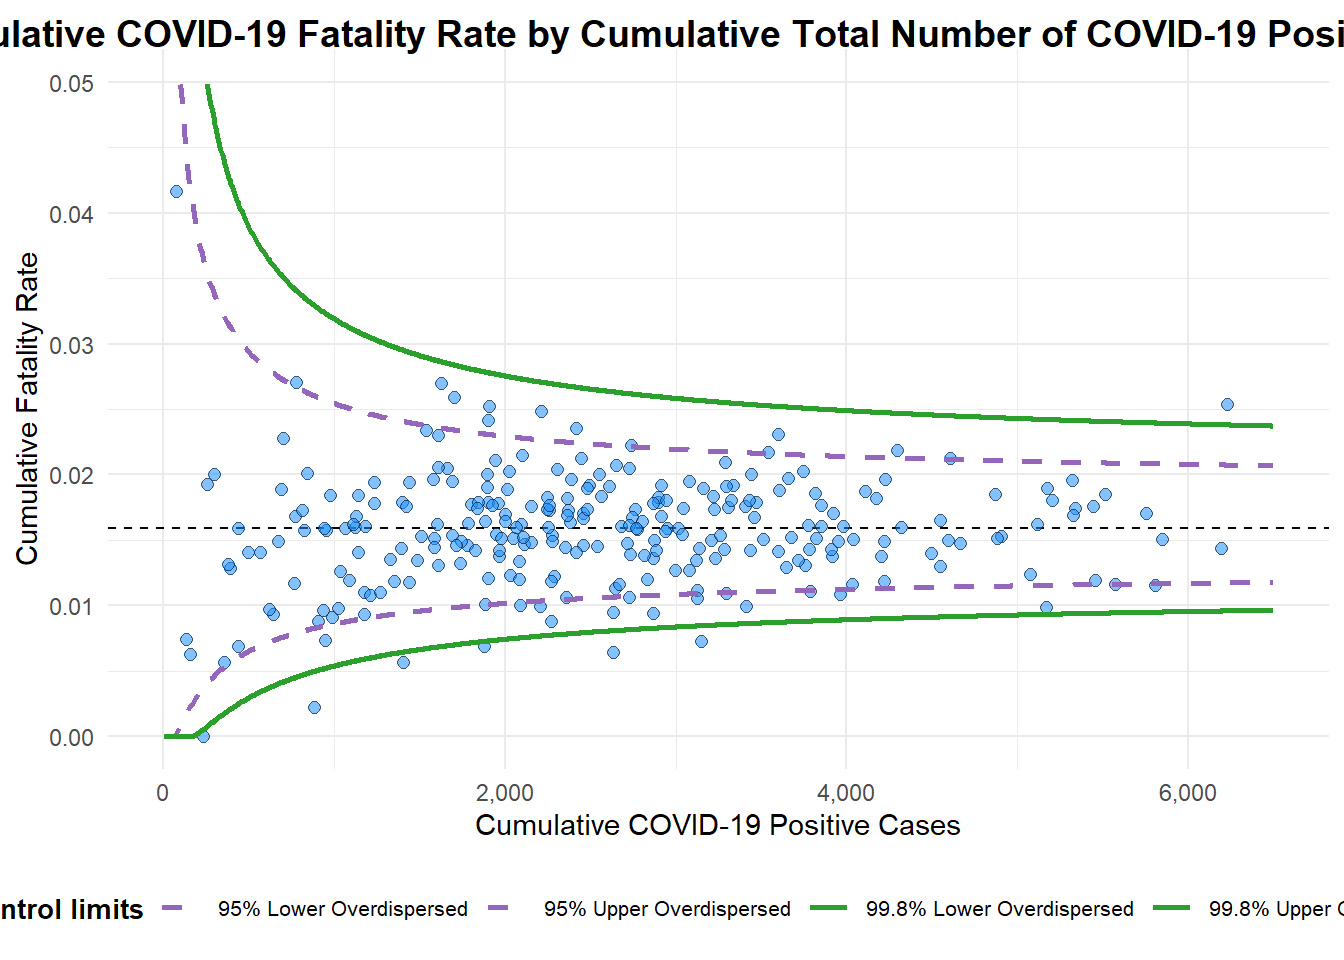 ulative COVID-19 Fatality Rate by Cumulative Total Number of COVID-19 Posi
Cumulative Fatality Rate
0.05
0.04
0.03
0.02
0.01
0.00
0 2,000 4,000 6,000
Cumulative COVID-19 Positive Cases
ntrol limits 95% Lower Overdispersed 95% Upper Overdispersed 99.8% Lower Overdispersed 99.8% Upper O